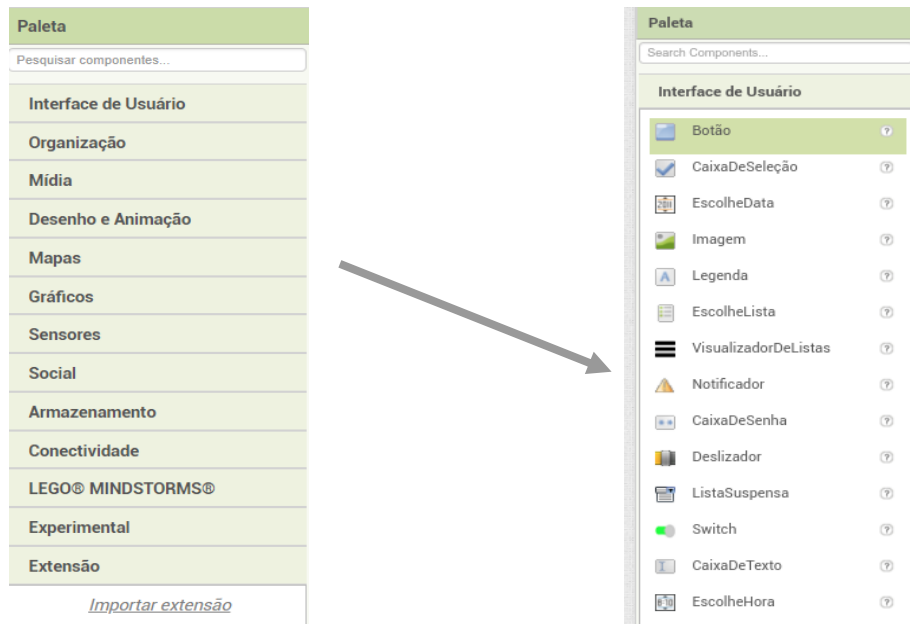 Paleta
Pesquisar componentes...
Interface de Usuário
Organização
Mídia
Desenho e Animação
Mapas
Gráficos
Sensores
Social
Armazenamento
Conectividade
LEGO® MINDSTORMS®
Experimental
Extensão
Importar extensão
Paleta
Search Components...
Interface de Usuário
Botão ?
CaixaDeSeleção ?
EscolheData ?
Imagem ?
A Legenda ?
EscolheLista ?
VisualizadorDeListas ?
Notificador ?
CaixaDeSenha ?
Deslizador ?
ListaSuspensa ?
Switch ?
CaixaDeTexto ?
EscolheHora ?